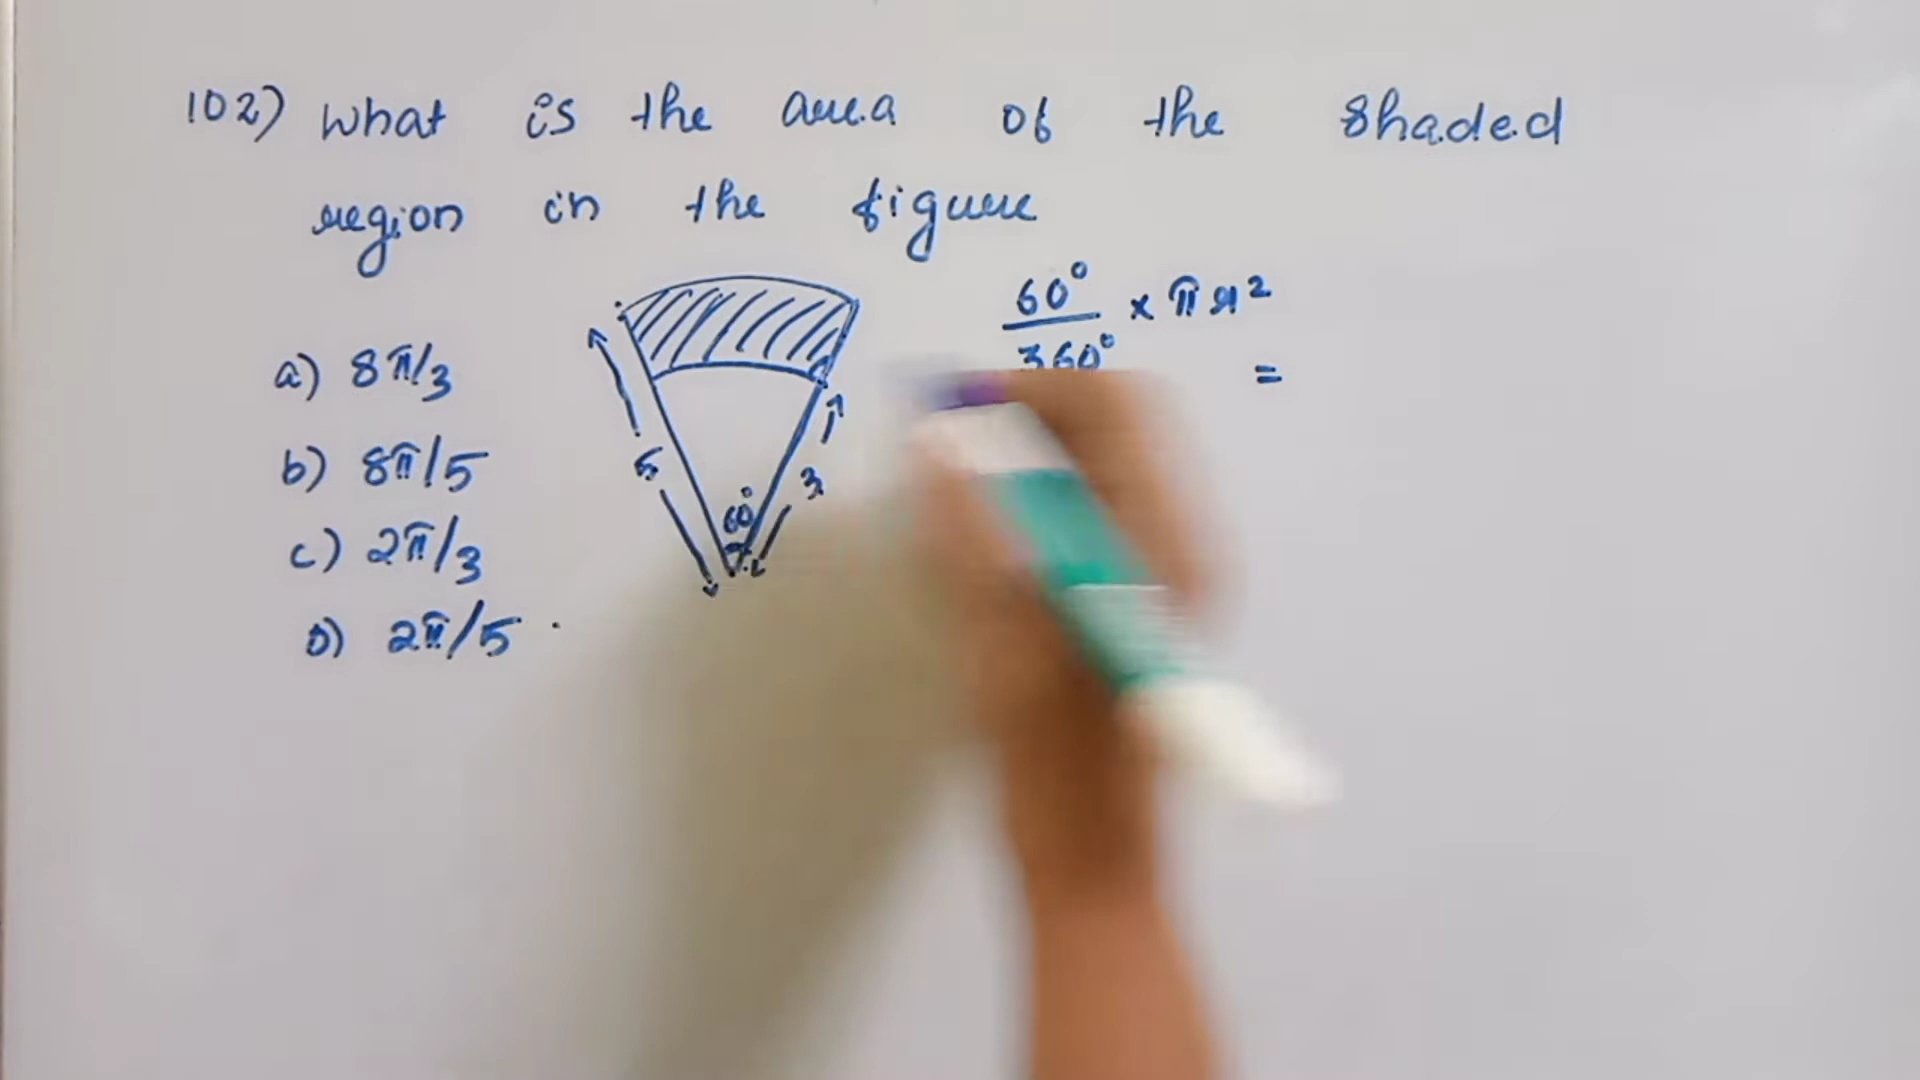 102) What is the area of the shaded
region in the figure
a) 8π/3
b) 8π/5
c) 2π/3
D) 2π/5
5
3
60°
60°
360°
× πr²
=